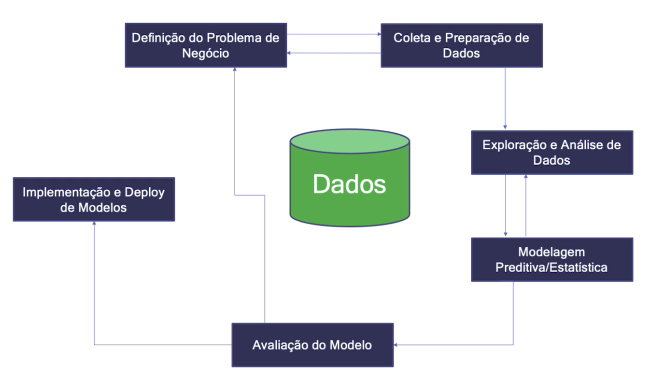 Definição do Problema de
Negócio
Coleta e Preparação de
Dados
Exploração e Análise de
Dados
Dados
Implementação e Deploy
de Modelos
Modelagem
Preditiva/Estatística
Avaliação do Modelo